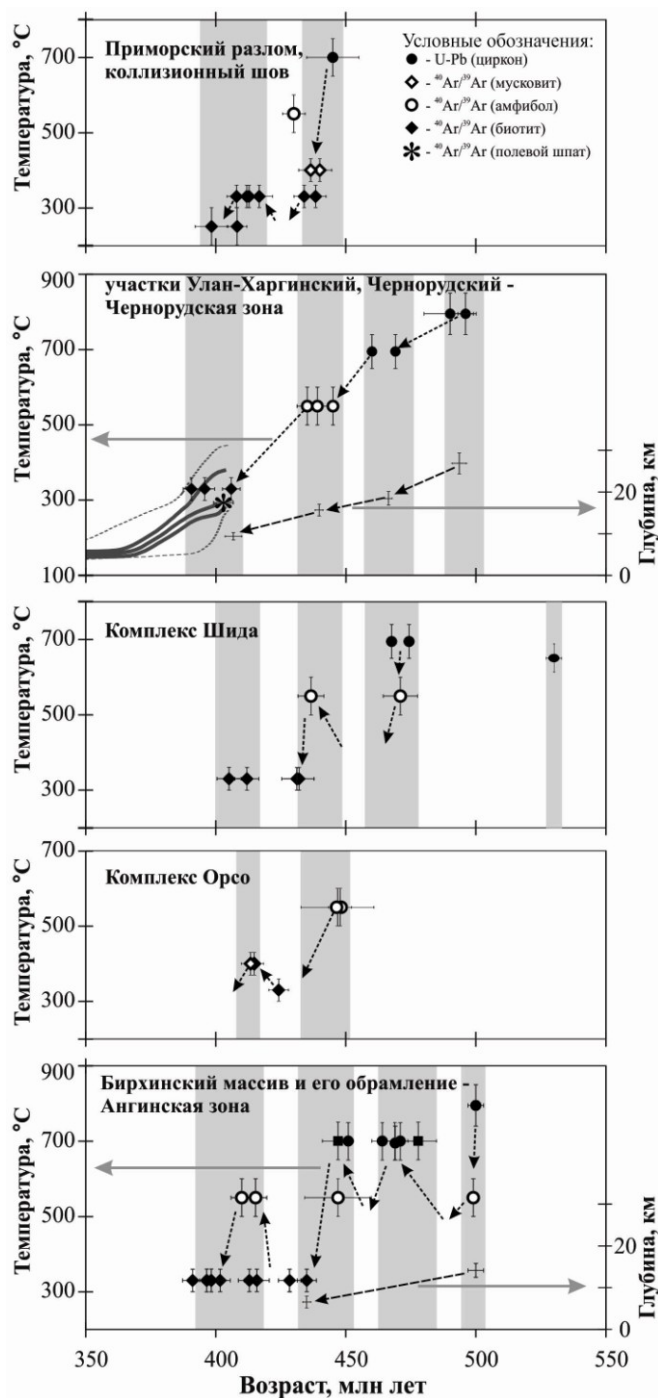 Приморский разлом,
коллизионный шов
Условные обозначения:
- U-Pb (циркон)
- ⁴⁰Ar/³⁹Ar (мусковит)
- ⁴⁰Ar/³⁹Ar (амфибол)
- ⁴⁰Ar/³⁹Ar (биотит)
- ⁴⁰Ar/³⁹Ar (полевой шпат)
Температура, °C
700
500
300
участки Улан-Харгинский, Чернорудский -
Чернорудская зона
Температура, °C
900
700
500
300
100
Глубина, км
20
0
Комплекс Шида
Температура, °C
700
500
300
Комплекс Орсо
Температура, °C
700
500
300
Бирхинский массив и его обрамление -
Ангинская зона
Температура, °C
900
700
500
300
Глубина, км
20
0
350 400 450 500 550
Возраст, млн лет